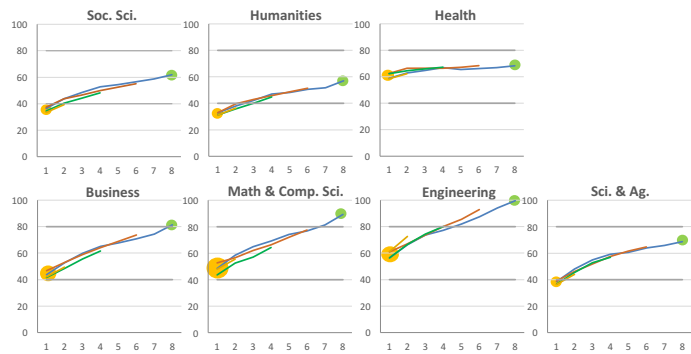 Soc. Sci. Humanities Health
100 100 100
80 80 80
60 60 60
40 40 40
20 20 20
0 0 0
1 2 3 4 5 6 7 8 1 2 3 4 5 6 7 8 1 2 3 4 5 6 7 8
Business Math & Comp. Sci. Engineering Sci. & Ag.
100 100 100 100
80 80 80 80
60 60 60 60
40 40 40 40
20 20 20 20
0 0 0 0
1 2 3 4 5 6 7 8 1 2 3 4 5 6 7 8 1 2 3 4 5 6 7 8 1 2 3 4 5 6 7 8